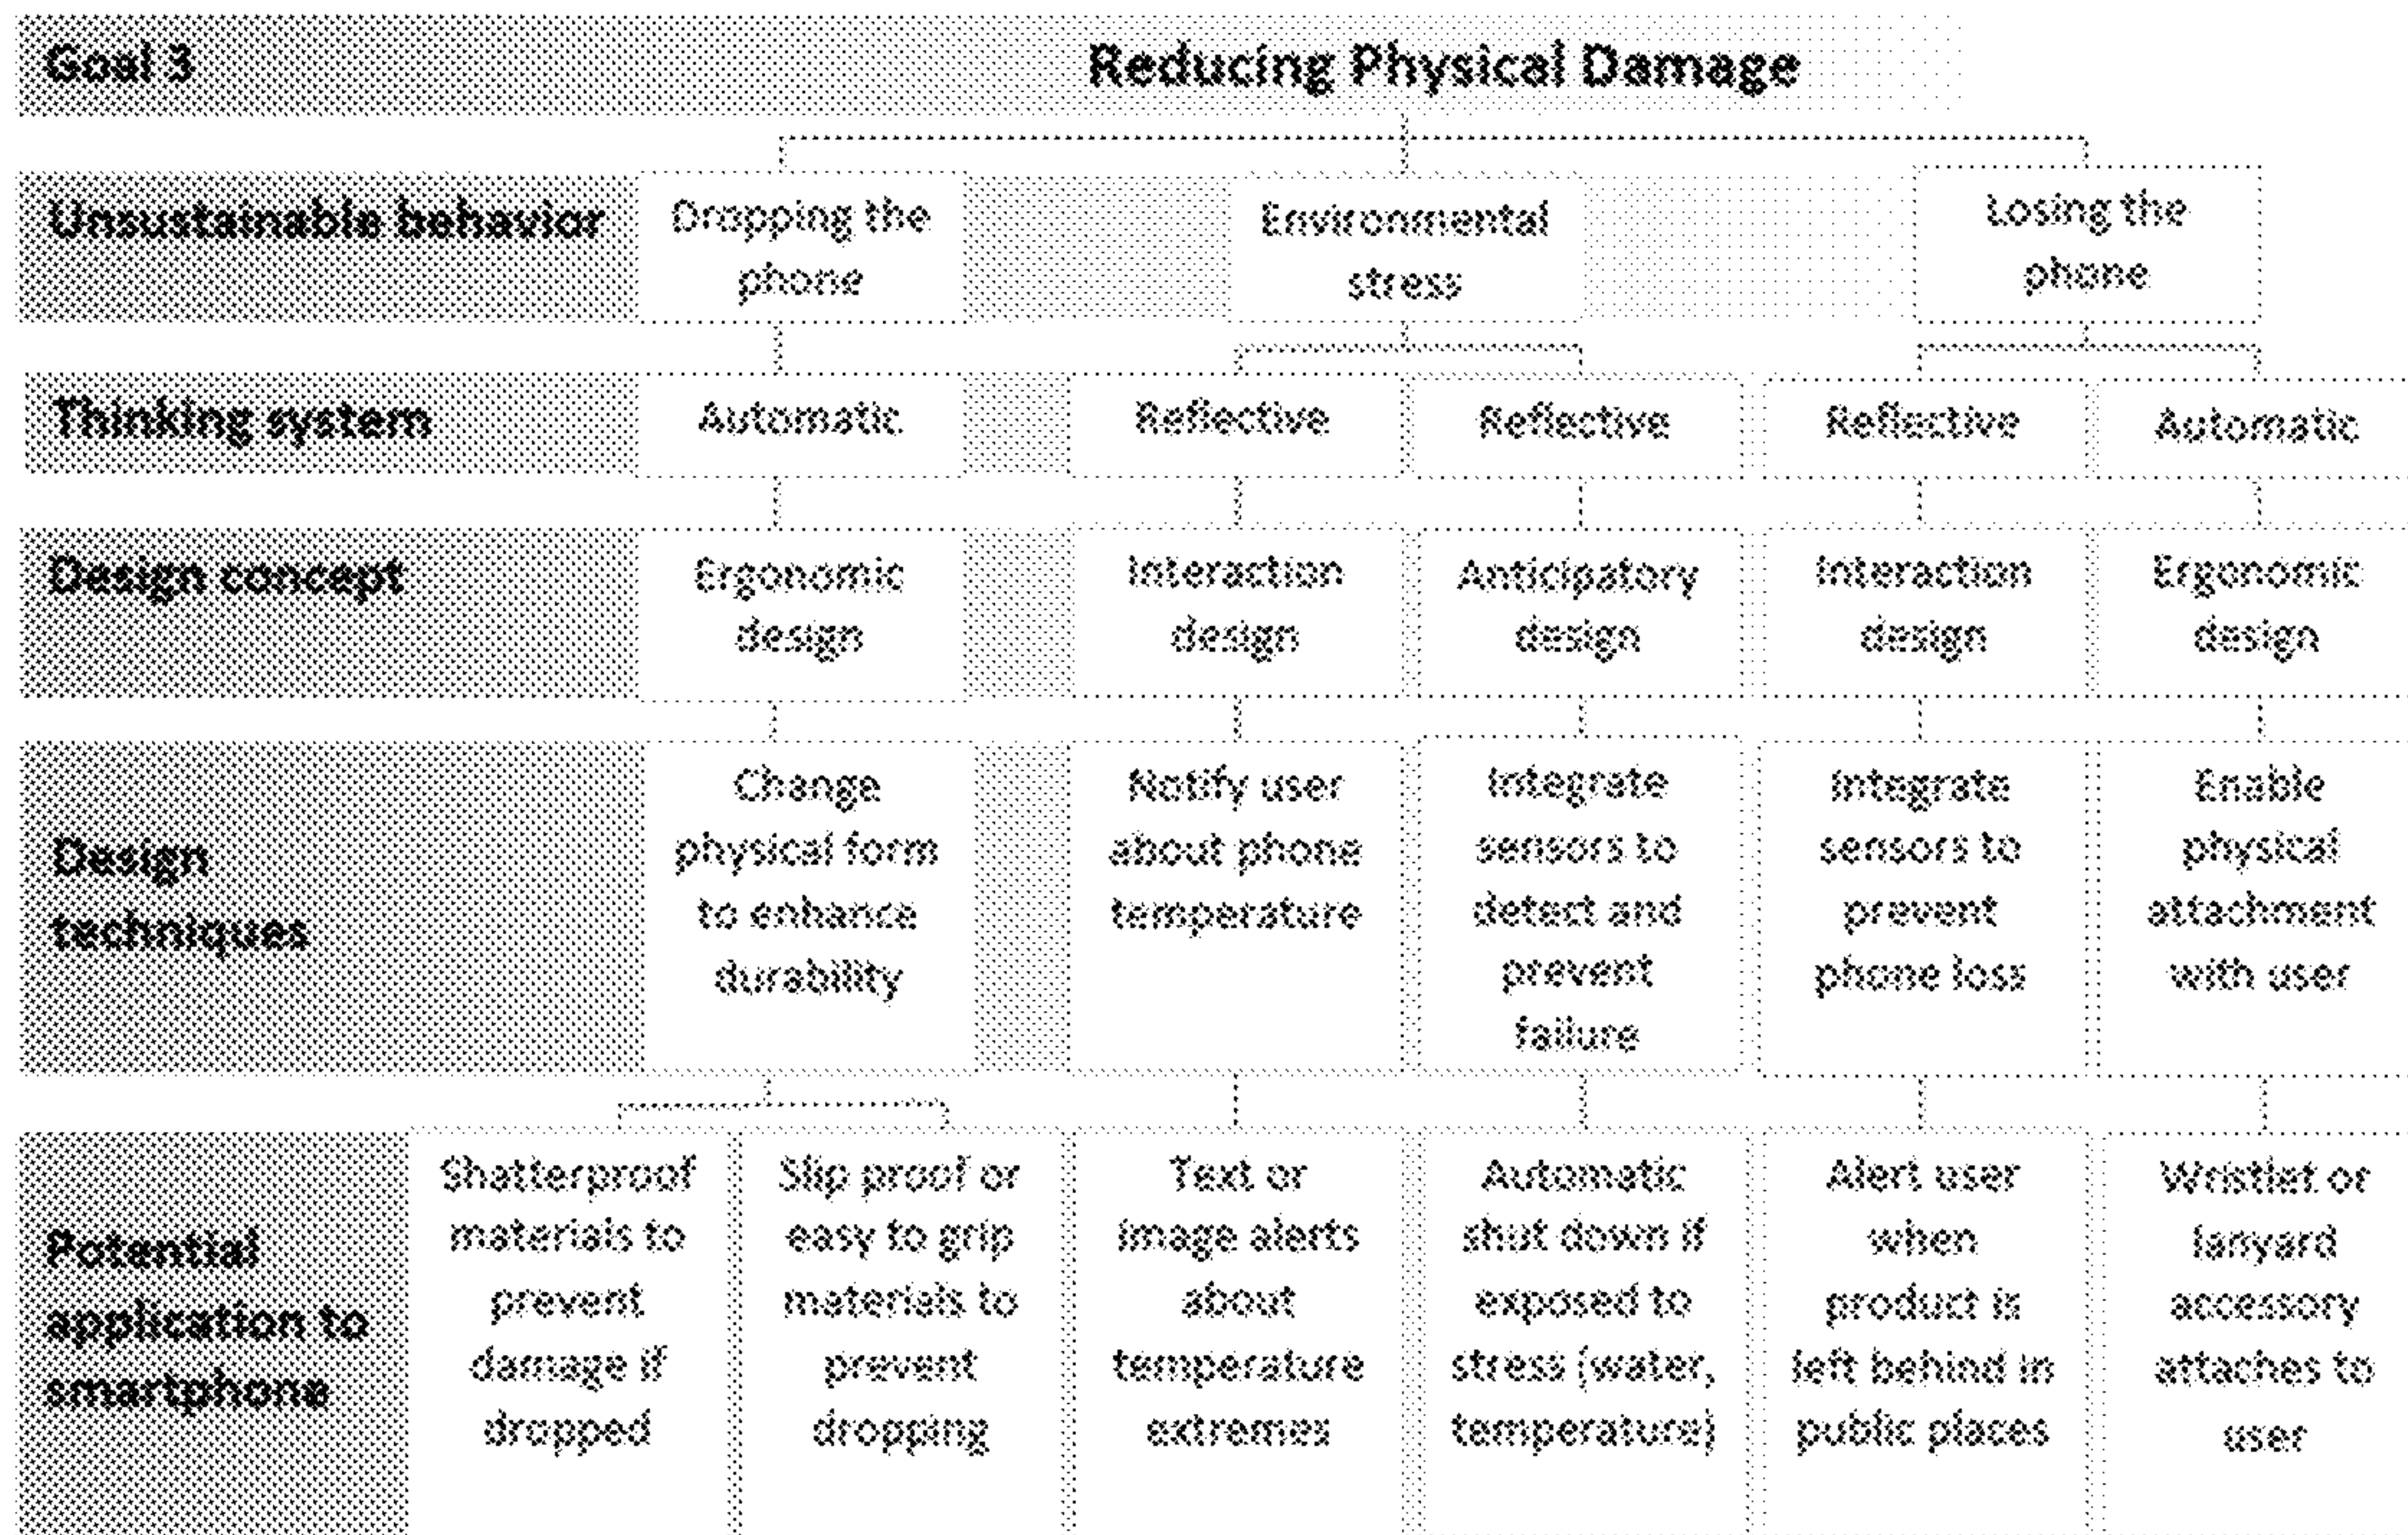 Goal 3
Reducing Physical Damage
Unsustainable behavior
Dropping the
phone
Environmental
stress
Losing the
phone
Thinking system
Automatic
Reflective
Reflective
Reflective
Automatic
Design concept
Ergonomic
design
Interaction
design
Anticipatory
design
Interaction
design
Ergonomic
design
Design
techniques
Change
physical form
to enhance
durability
Notify user
about phone
temperature
Integrate
sensors to
detect and
prevent
failure
Integrate
sensors to
prevent
phone loss
Enable
physical
attachment
with user
Potential
application to
smartphone
Shatterproof
materials to
prevent
damage if
dropped
Slip proof or
easy to grip
materials to
prevent
dropping
Text or
image alerts
about
temperature
extremes
Automatic
shut down if
exposed to
stress (water,
temperature)
Alert user
when
product is
left behind in
public places
Wristlet or
lanyard
accessory
attaches to
user